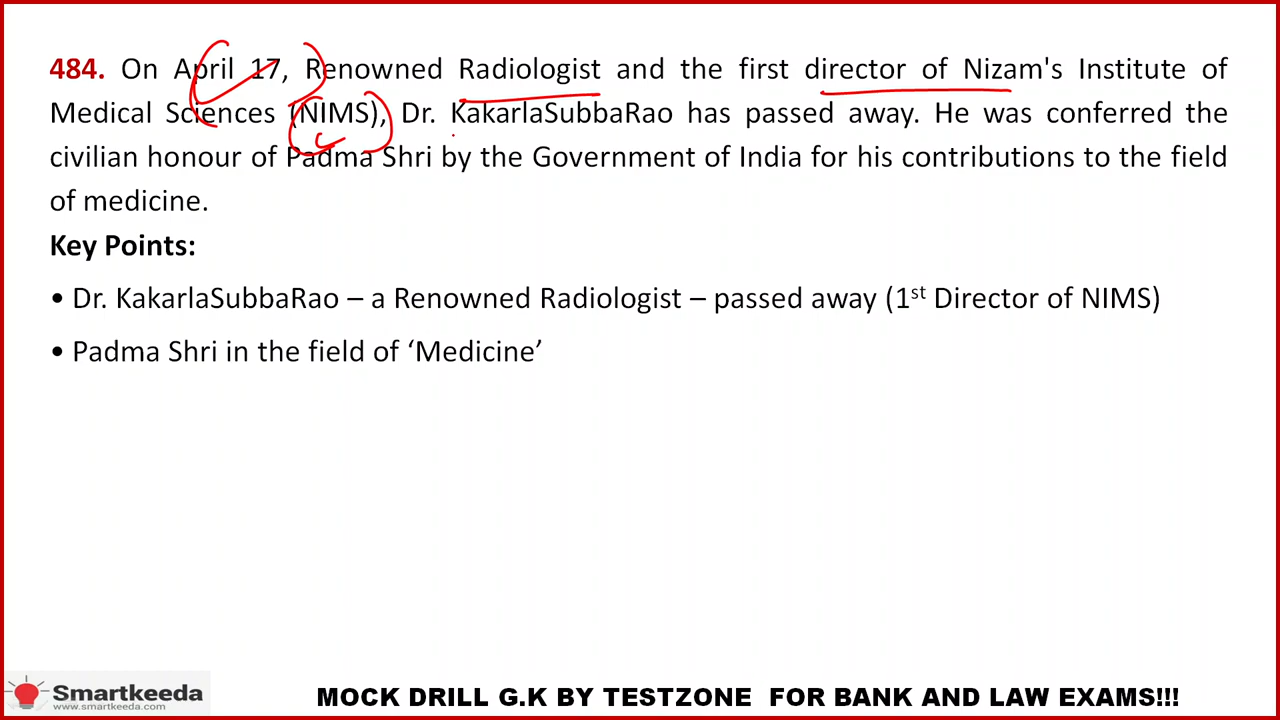 484. On April 17, Renowned Radiologist and the first director of Nizam's Institute of
Medical Sciences (NIMS), Dr. KakarlaSubbaRao has passed away. He was conferred the
civilian honour of Padma Shri by the Government of India for his contributions to the field
of medicine.
Key Points:
• Dr. KakarlaSubbaRao – a Renowned Radiologist – passed away (1st Director of NIMS)
• Padma Shri in the field of ‘Medicine’
Smartkeeda
www.smartkeeda.com
MOCK DRILL G.K BY TESTZONE FOR BANK AND LAW EXAMS!!!